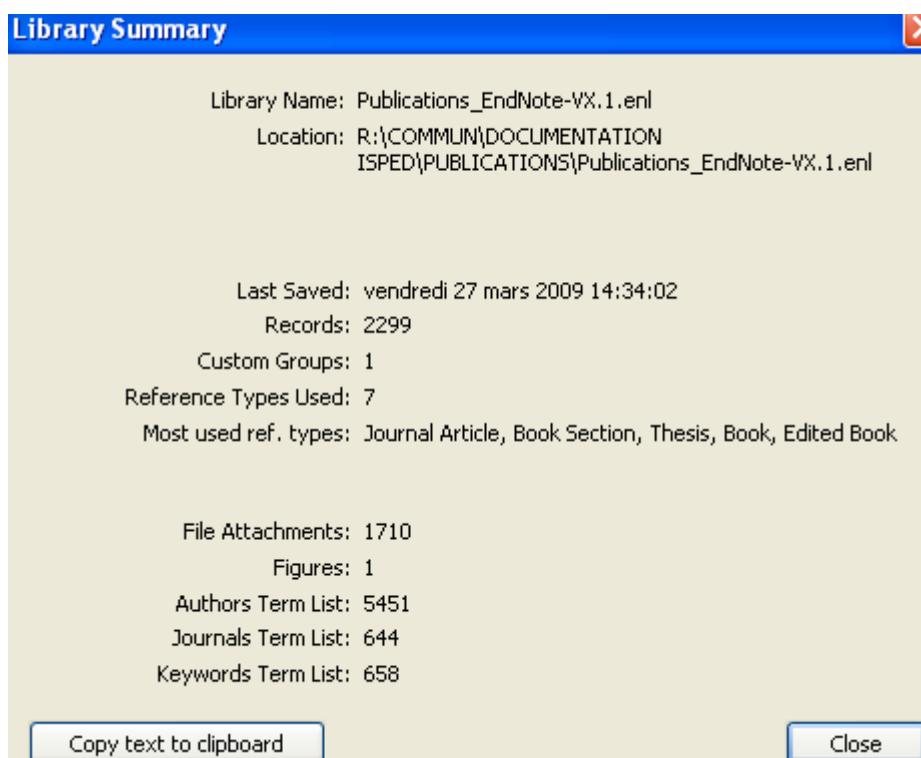 Library Summary
Library Name: Publications_EndNote-VX.1.enl
Location: R:\COMMUN\DOCUMENTATION
ISPED\PUBLICATIONS\Publications_EndNote-VX.1.enl
Last Saved: vendredi 27 mars 2009 14:34:02
Records: 2299
Custom Groups: 1
Reference Types Used: 7
Most used ref. types: Journal Article, Book Section, Thesis, Book, Edited Book
File Attachments: 1710
Figures: 1
Authors Term List: 5451
Journals Term List: 644
Keywords Term List: 658
Copy text to clipboard Close